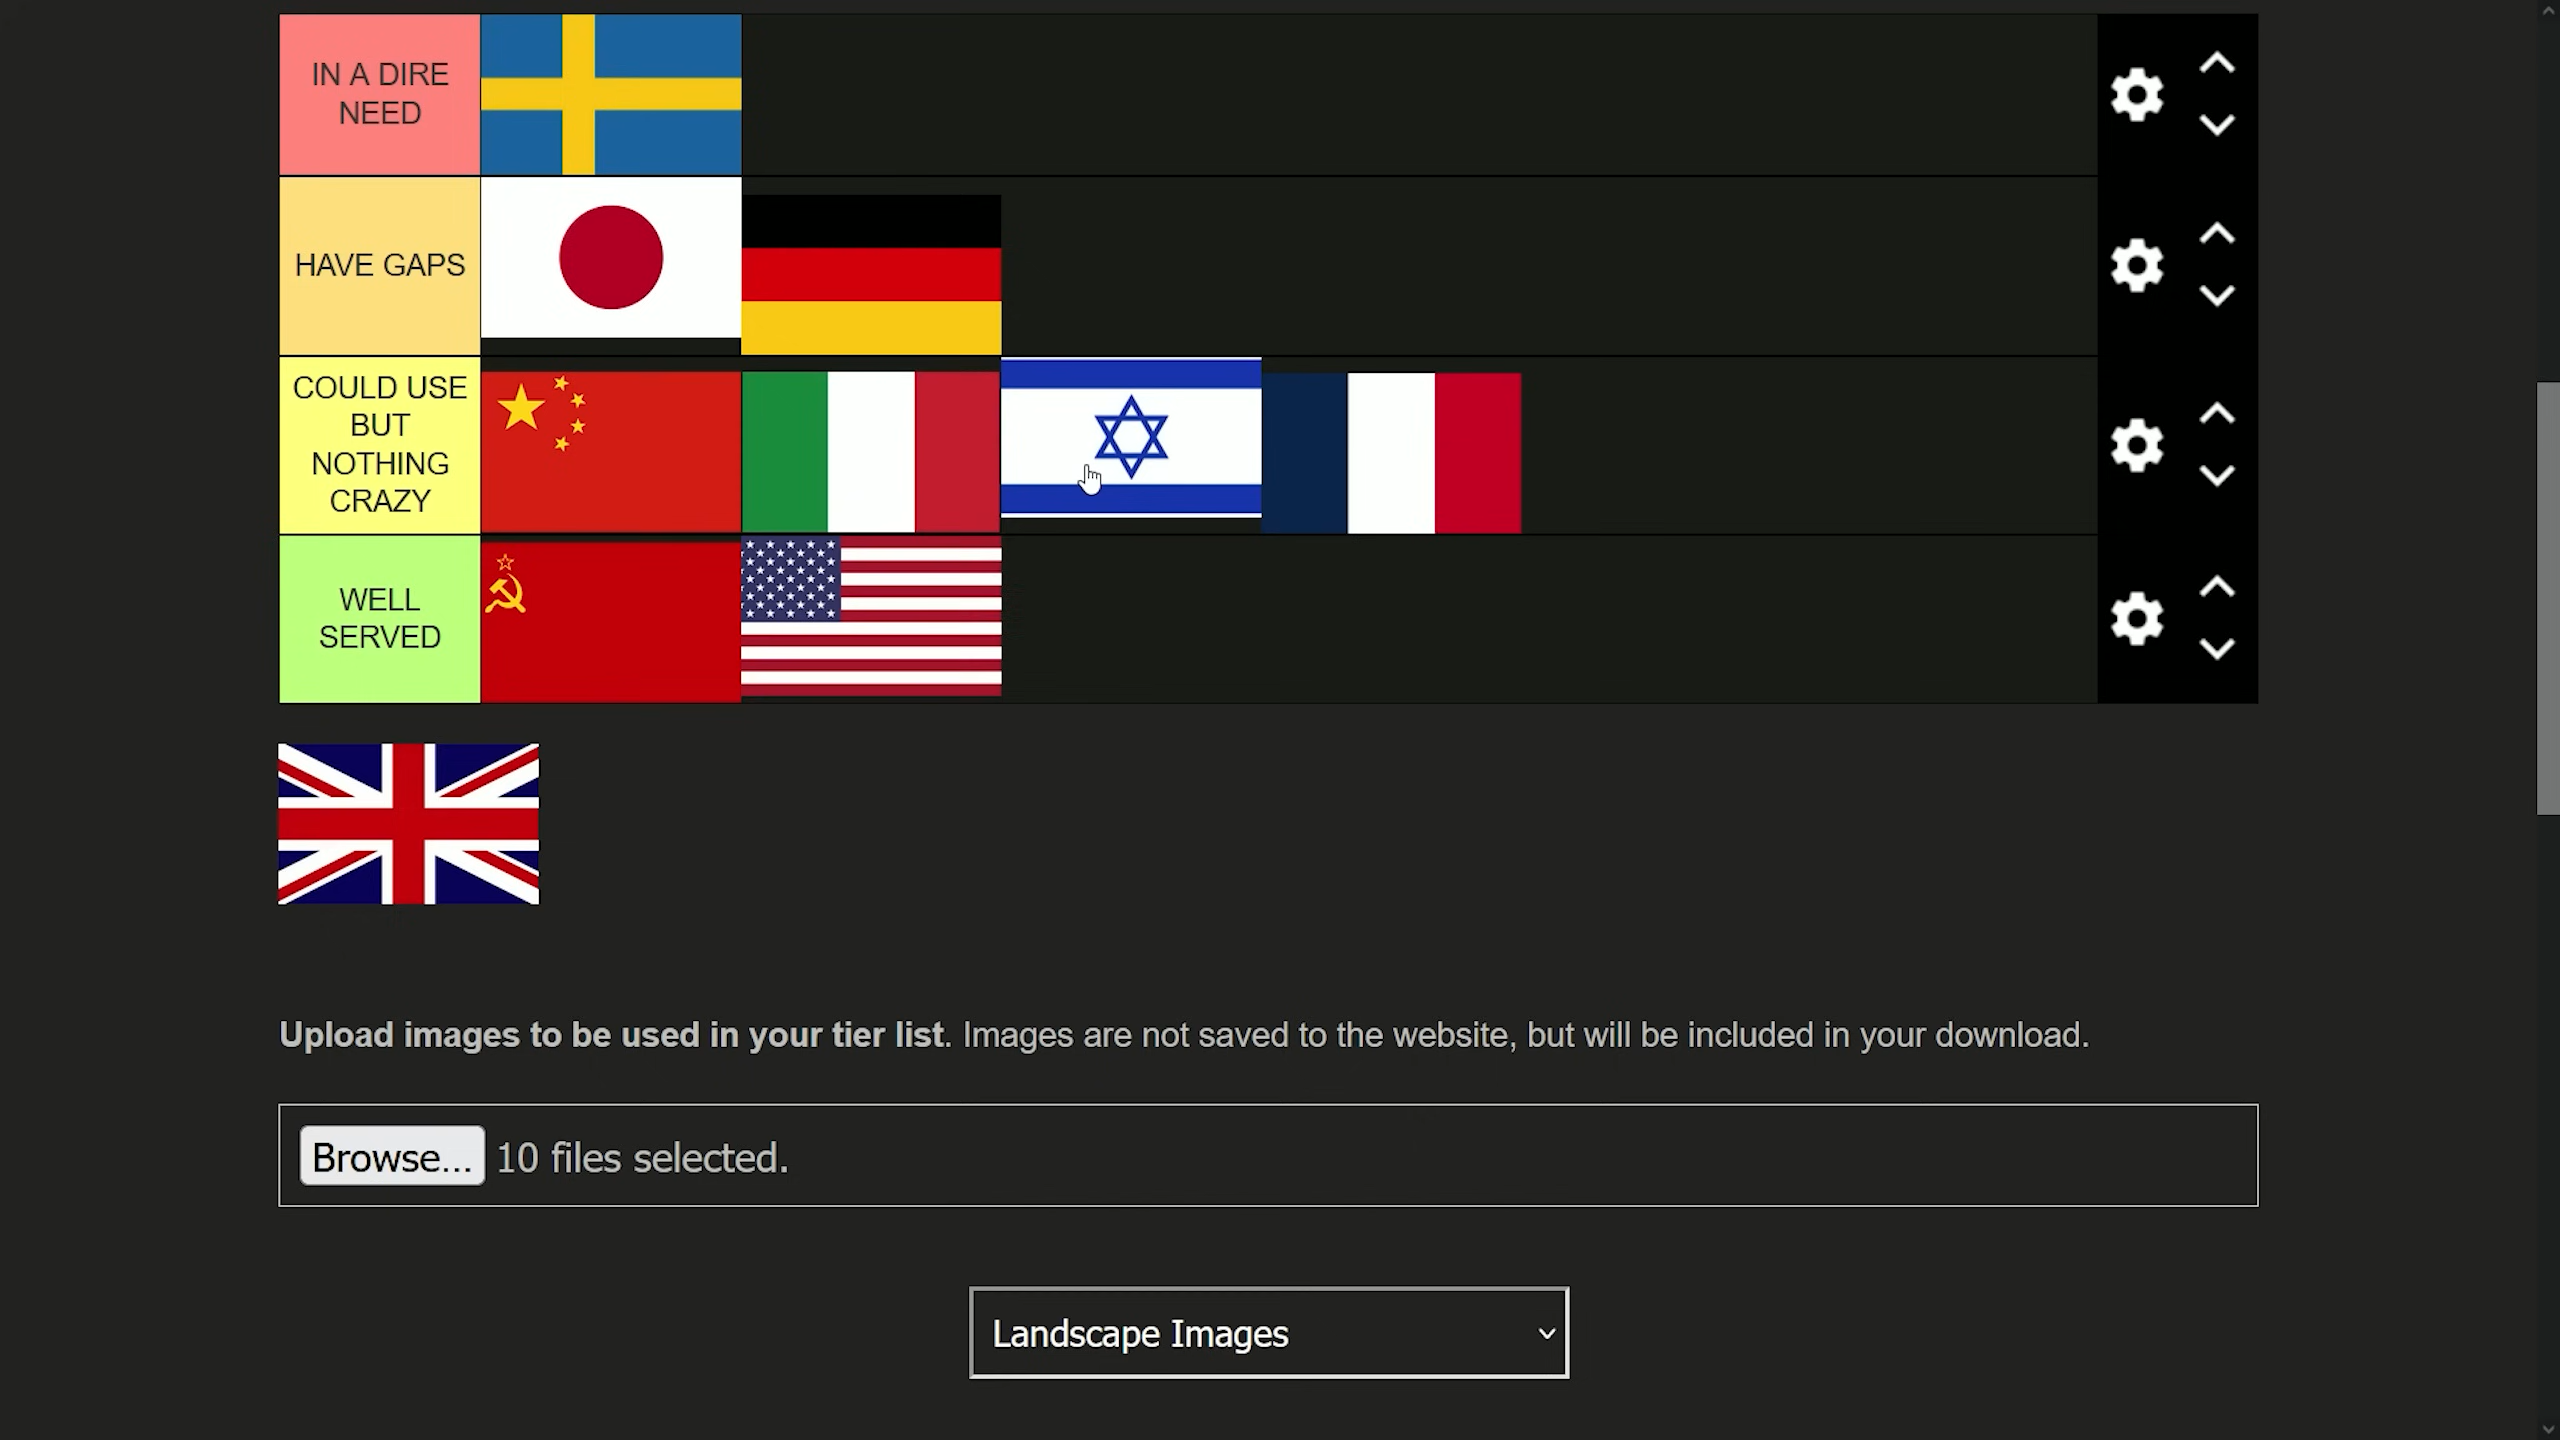 IN A DIRE
NEED
HAVE GAPS
COULD USE
BUT
NOTHING
CRAZY
WELL
SERVED
Upload images to be used in your tier list. Images are not saved to the website, but will be included in your download.
Browse... 10 files selected.
Landscape Images